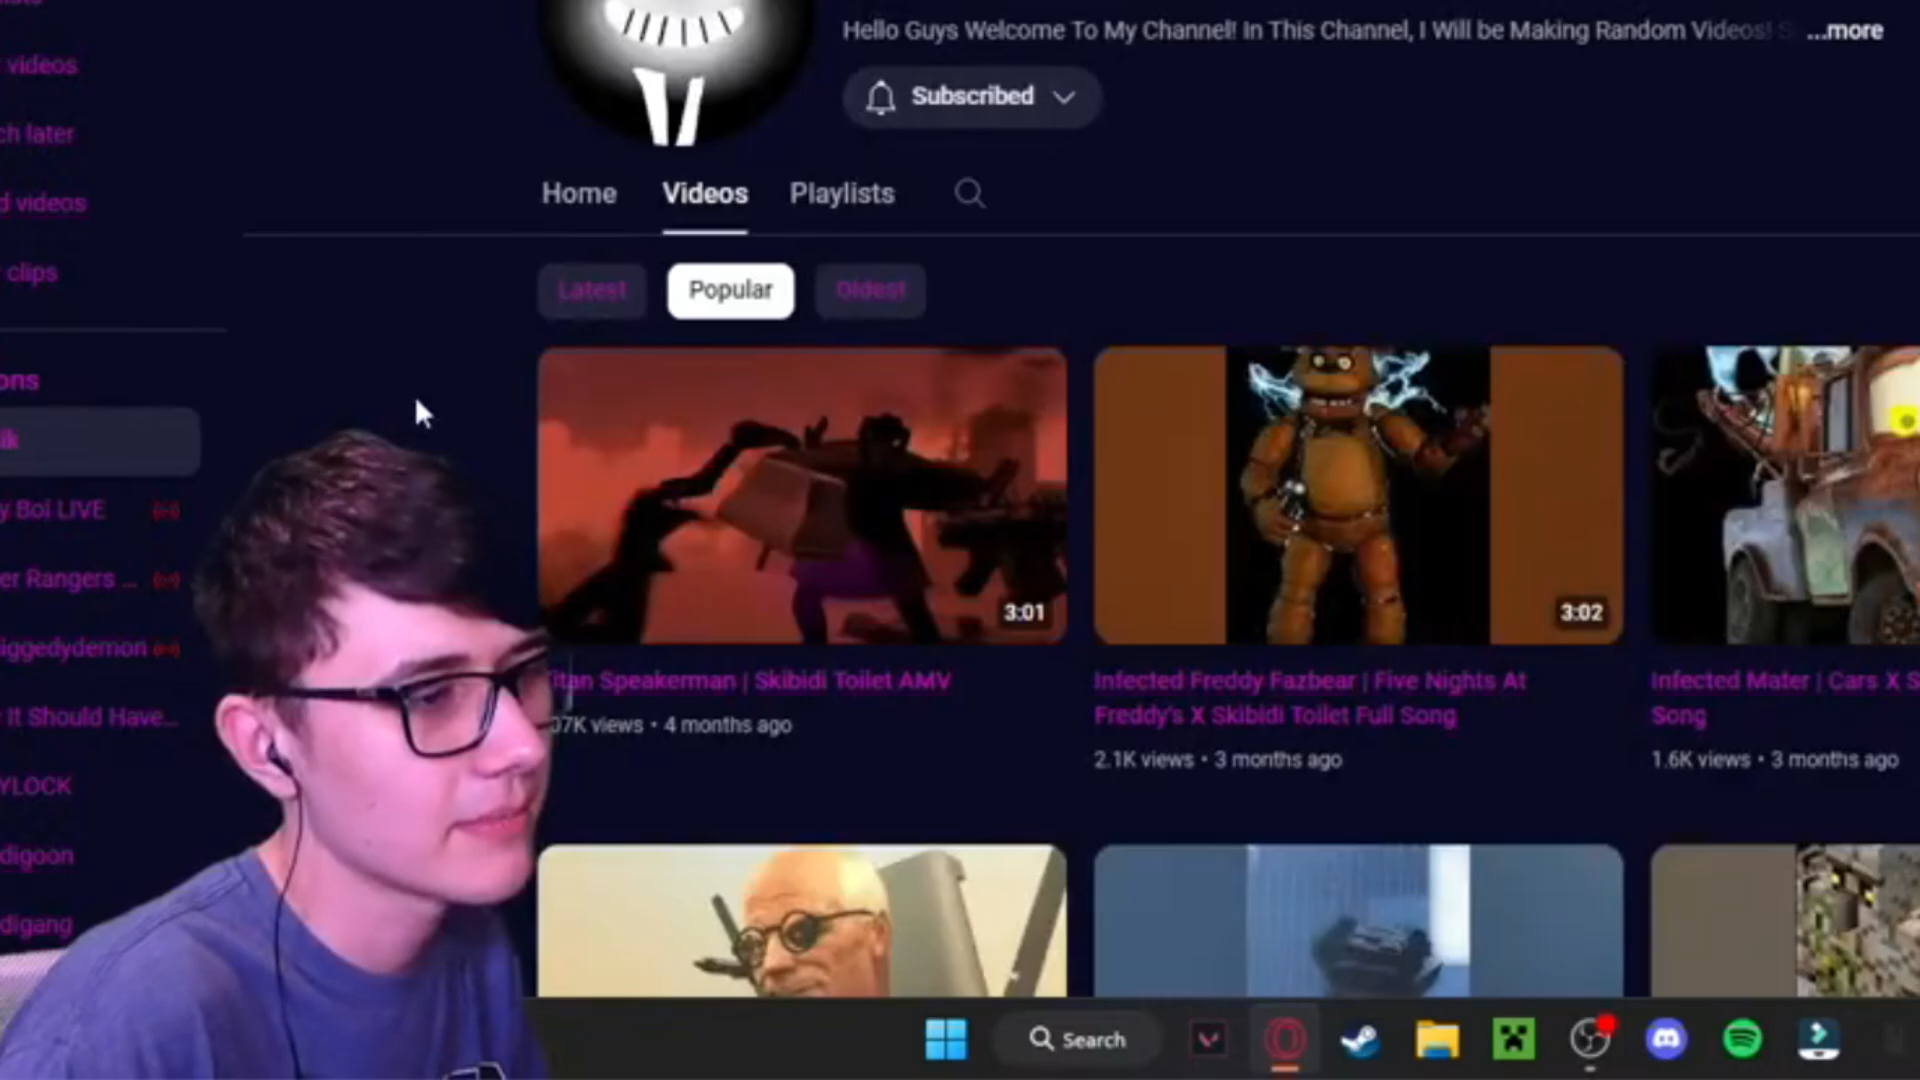 Hello Guys Welcome To My Channel! In This Channel, I Will be Making Random Videos! S ...more
Subscribed
Home Videos Playlists
Latest Popular Oldest
videos
ch later
d videos
clips
ons
ik
y Boi LIVE
er Rangers ...
iggedydemon
It Should Have...
YLOCK
digoon
digang
3:01
itan Speakerman | Skibidi Toilet AMV
07K views • 4 months ago
3:02
Infected Freddy Fazbear | Five Nights At
Freddy's X Skibidi Toilet Full Song
2.1K views • 3 months ago
Infected Mater | Cars X S
Song
1.6K views • 3 months ago
Search